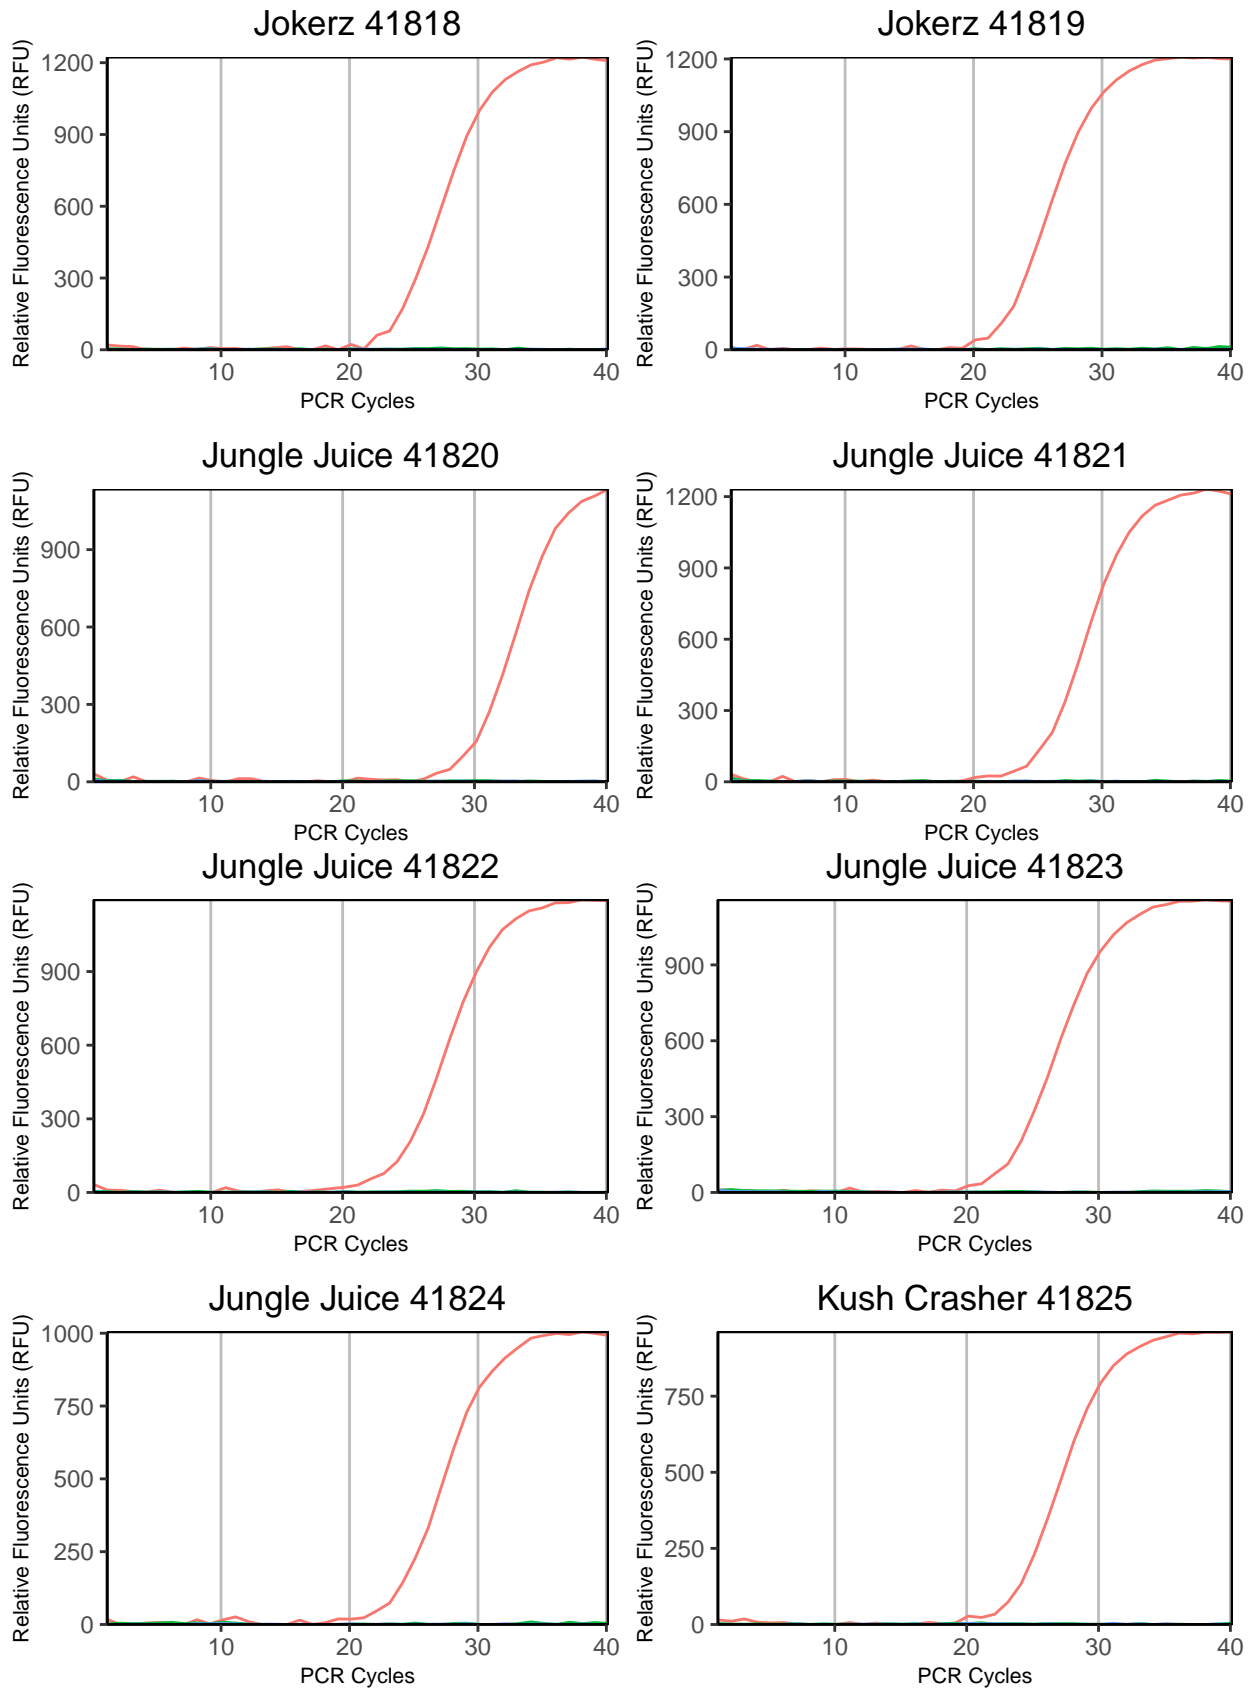 Jokerz 41818
Relative Fluorescence Units (RFU)
1200
900
600
300
0
10 20 30 40
PCR Cycles
Jokerz 41819
Relative Fluorescence Units (RFU)
1200
900
600
300
0
10 20 30 40
PCR Cycles
Jungle Juice 41820
Relative Fluorescence Units (RFU)
900
600
300
0
10 20 30 40
PCR Cycles
Jungle Juice 41821
Relative Fluorescence Units (RFU)
1200
900
600
300
0
10 20 30 40
PCR Cycles
Jungle Juice 41822
Relative Fluorescence Units (RFU)
900
600
300
0
10 20 30 40
PCR Cycles
Jungle Juice 41823
Relative Fluorescence Units (RFU)
900
600
300
0
10 20 30 40
PCR Cycles
Jungle Juice 41824
Relative Fluorescence Units (RFU)
1000
750
500
250
0
10 20 30 40
PCR Cycles
Kush Crasher 41825
Relative Fluorescence Units (RFU)
750
500
250
0
10 20 30 40
PCR Cycles